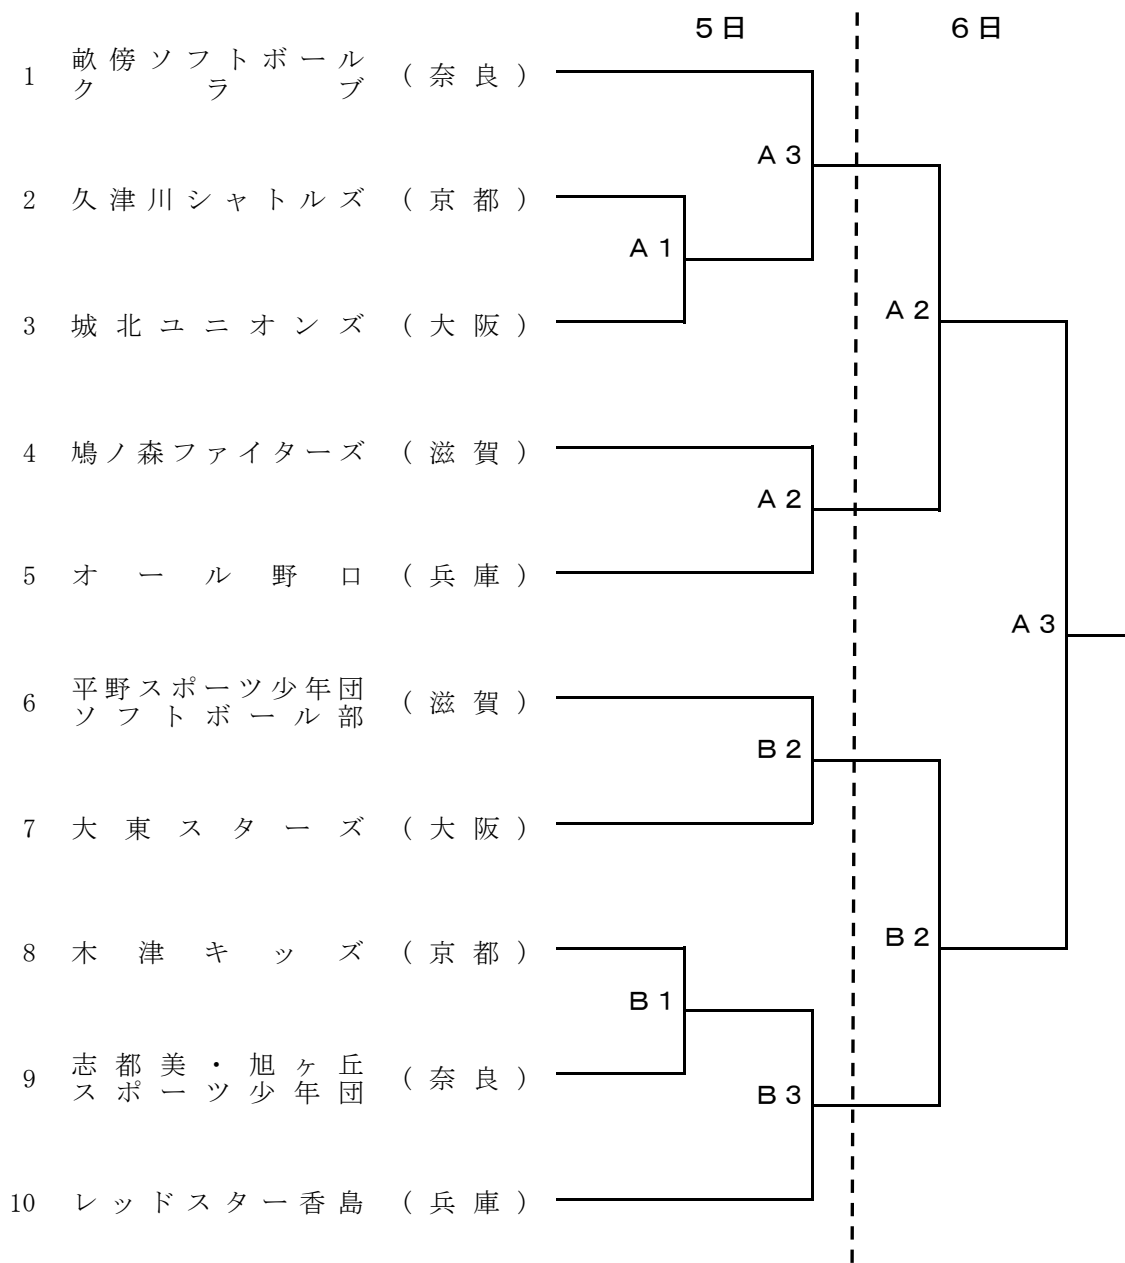 5日 6日
1 畝傍ソフトボール
クラブ (奈良)
A3
2 久津川シャトルズ (京都)
A1
3 城北ユニオンズ (大阪)
A2
4 鳩ノ森ファイターズ (滋賀)
A2
5 オール野口 (兵庫)
A3
6 平野スポーツ少年団
ソフトボール部 (滋賀)
B2
7 大東スターズ (大阪)
B2
8 木津キッズ (京都)
B1
9 志都美・旭ヶ丘
スポーツ少年団 (奈良)
B3
10 レッドスター香島 (兵庫)